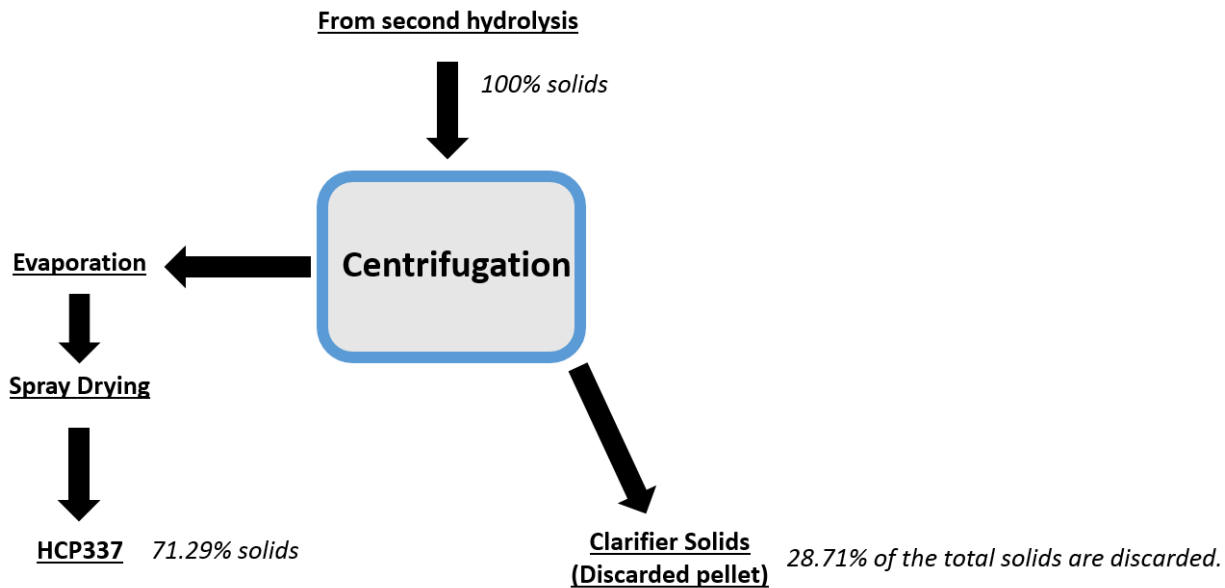 From second hydrolysis
100% solids
Centrifugation
Evaporation
Spray Drying
HCP337 71.29% solids
Clarifier Solids
(Discarded pellet)
28.71% of the total solids are discarded.